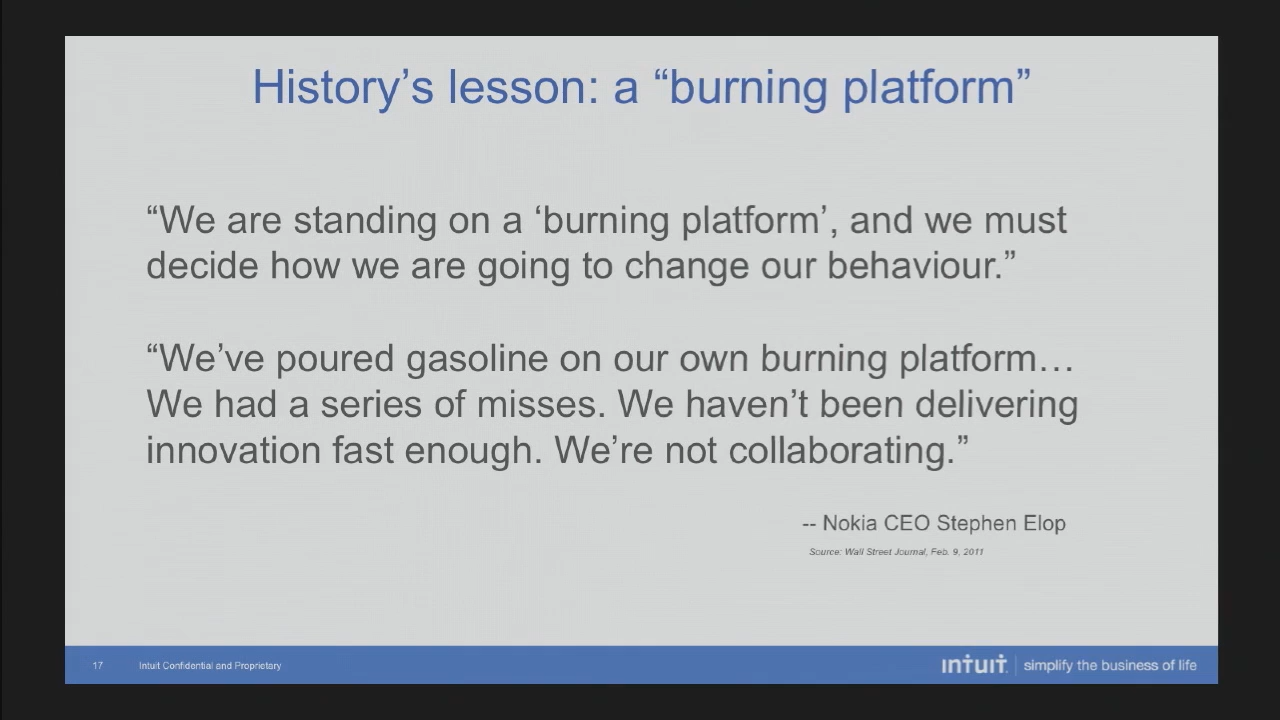 History’s lesson: a “burning platform”
“We are standing on a ‘burning platform’, and we must
decide how we are going to change our behaviour.”
“We’ve poured gasoline on our own burning platform…
We had a series of misses. We haven’t been delivering
innovation fast enough. We’re not collaborating.”
-- Nokia CEO Stephen Elop
Source: Wall Street Journal, Feb. 9, 2011
17 Intuit Confidential and Proprietary
intuit simplify the business of life